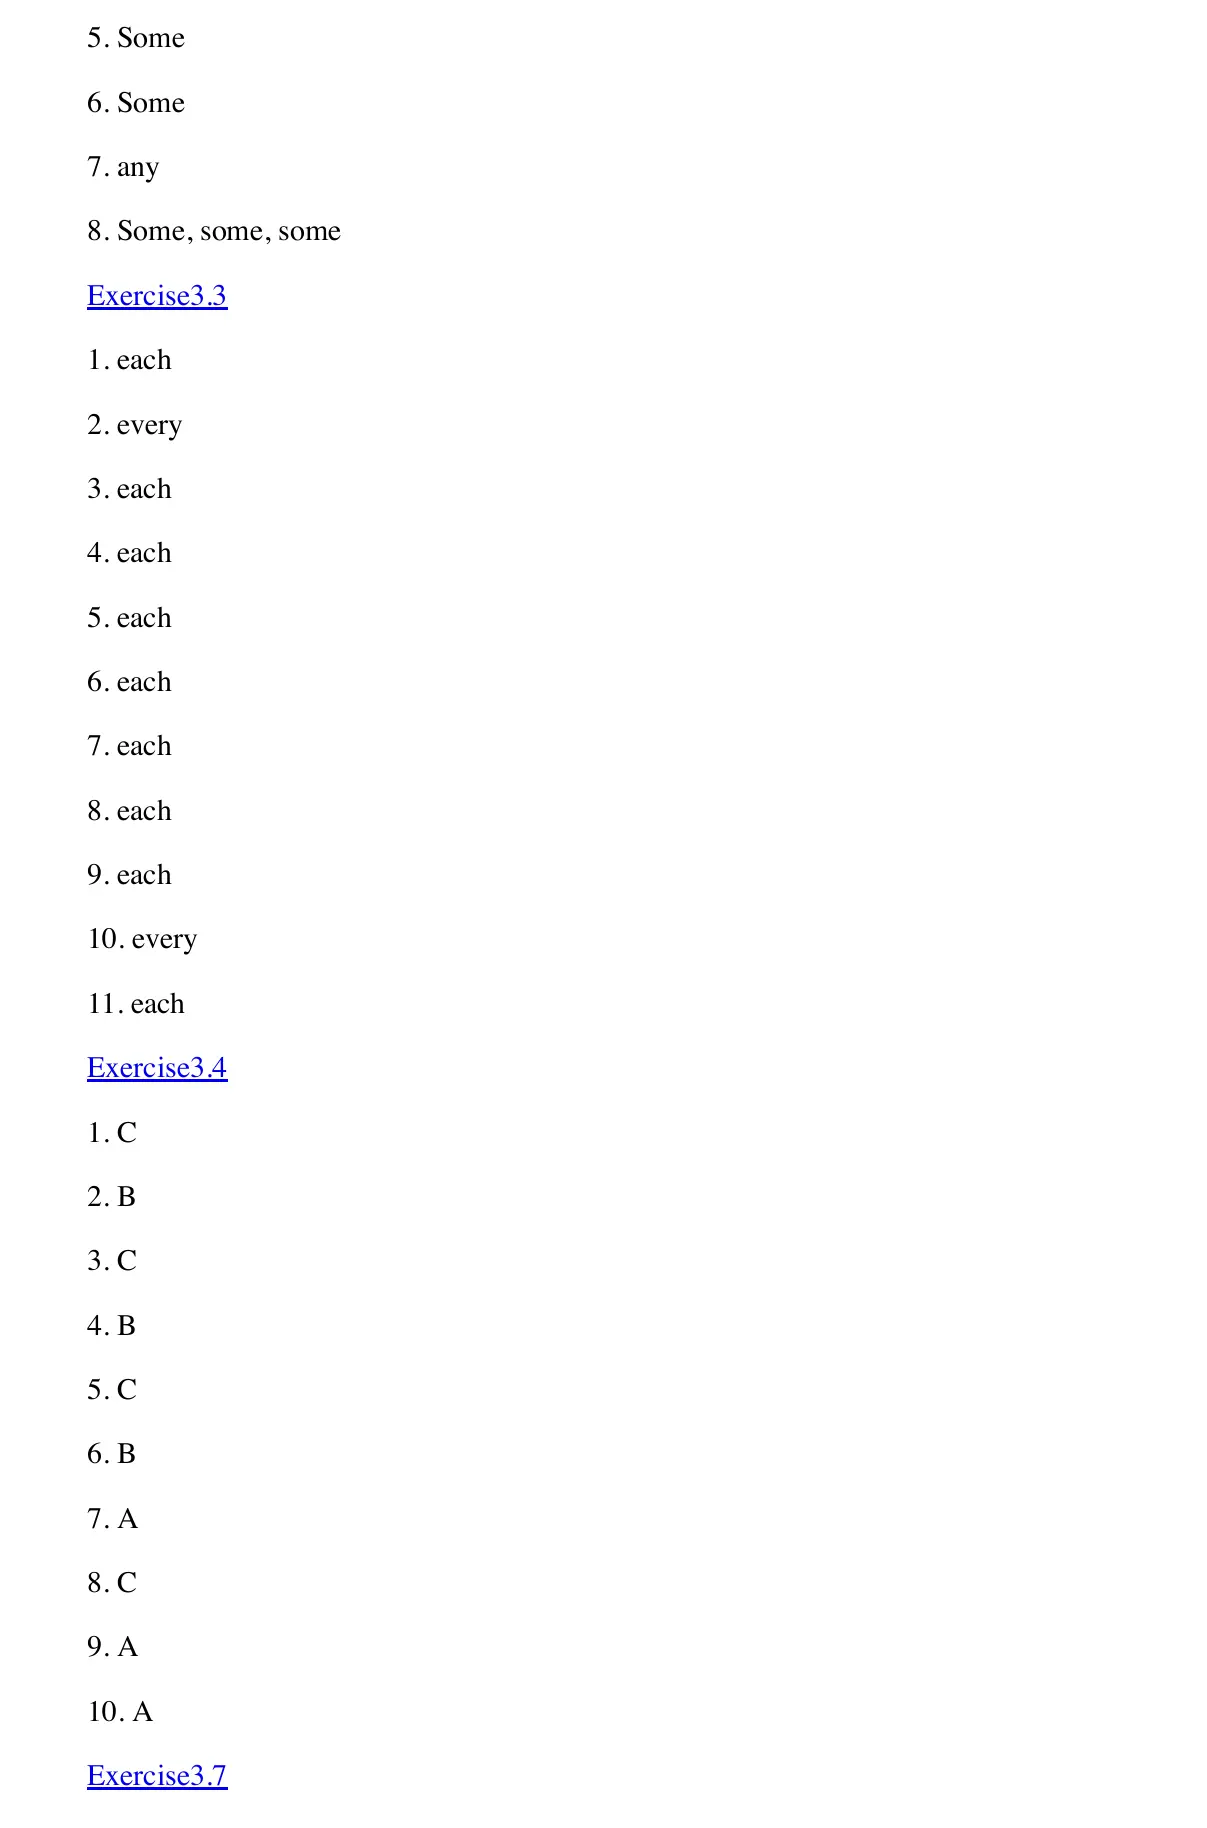 5. Some
6. Some
7. any
8. Some, some, some
Exercise3.3
1. each
2. every
3. each
4. each
5. each
6. each
7. each
8. each
9. each
10. every
11. each
Exercise3.4
1. C
2. B
3. C
4. B
5. C
6. B
7. A
8. C
9. A
10. A
Exercise3.7